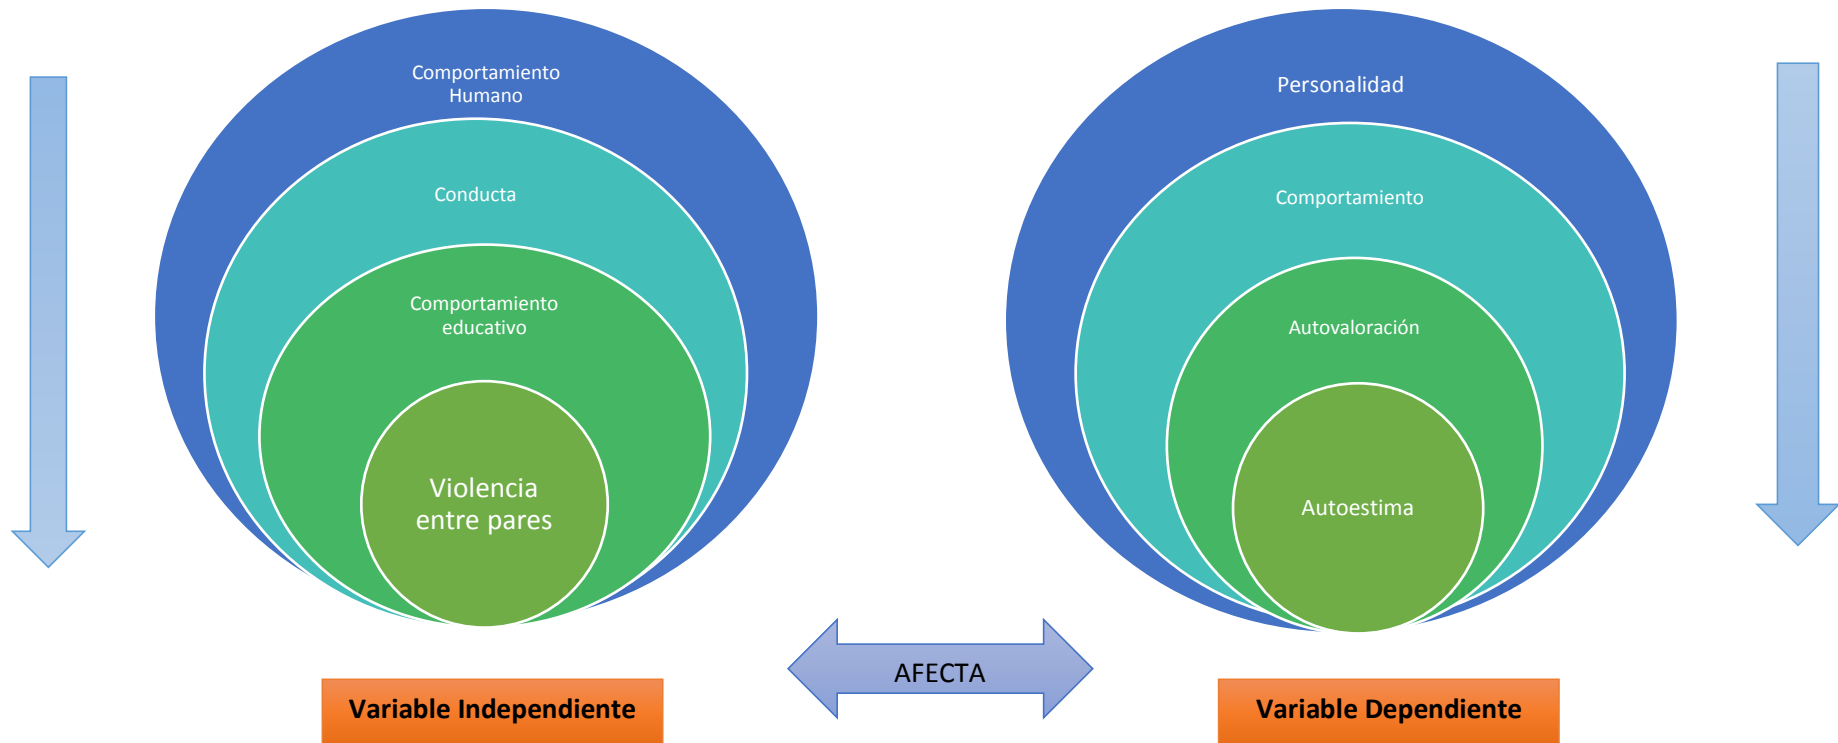 Comportamiento
Humano
Conducta
Comportamiento
educativo
Violencia
entre pares
Personalidad
Comportamiento
Autovaloración
Autoestima
AFECTA
Variable Independiente
Variable Dependiente